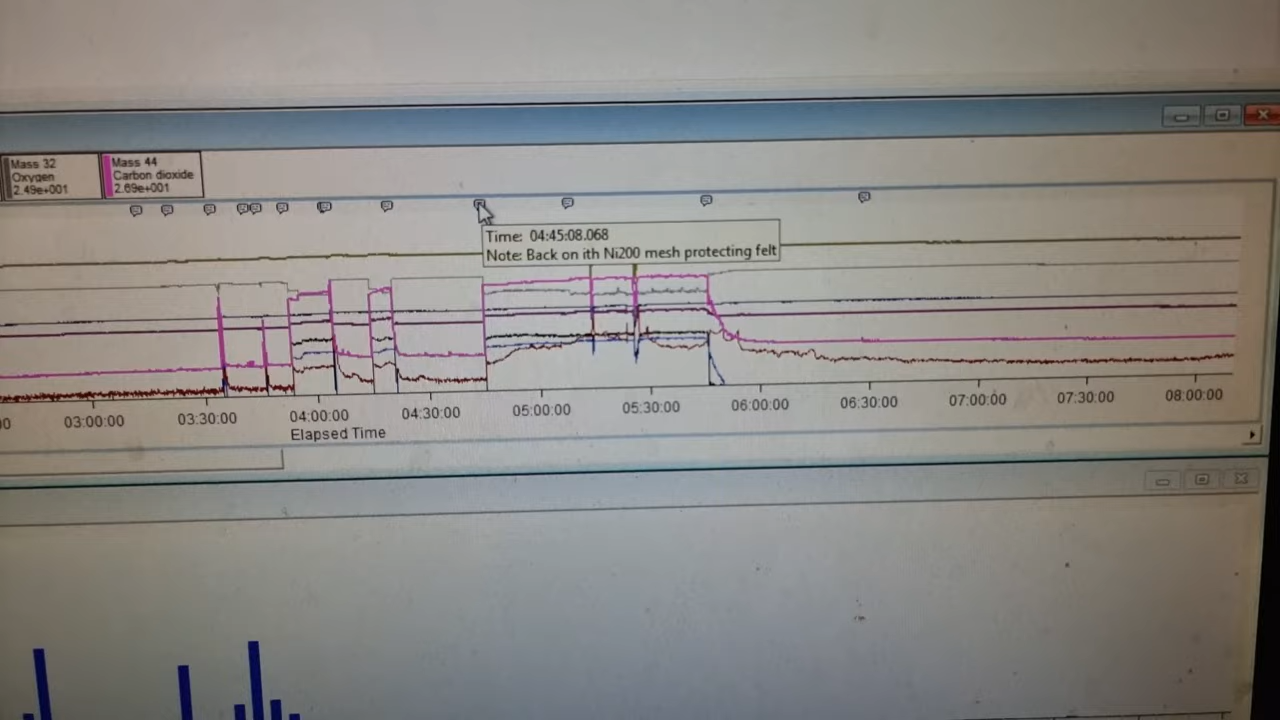 Mass 32
Oxygen
2.49e+001
Mass 44
Carbon dioxide
2.69e+001
Time: 04:45:08.068
Note: Back on ith Ni200 mesh protecting felt
03:00:00
03:30:00
04:00:00
04:30:00
05:00:00
05:30:00
06:00:00
06:30:00
07:00:00
07:30:00
08:00:00
Elapsed Time